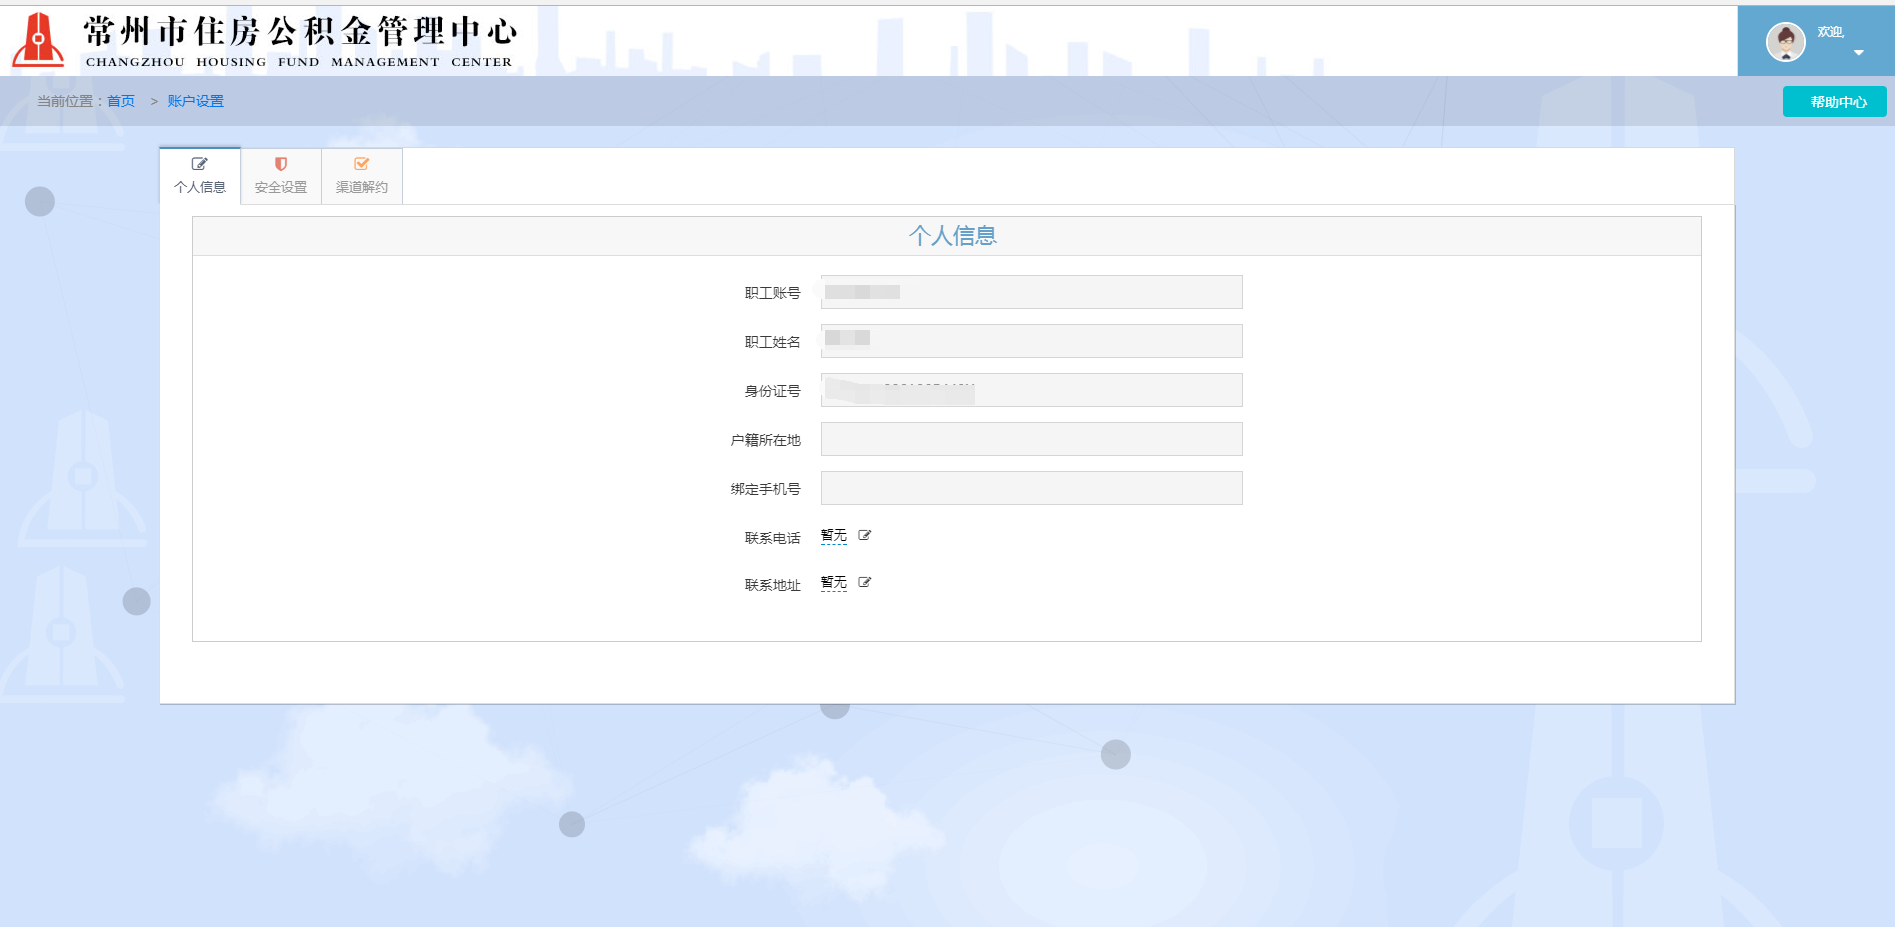 常州市住房公积金管理中心
CHANGZHOU HOUSING FUND MANAGEMENT CENTER
欢迎,
当前位置：首页 > 账户设置
帮助中心
个人信息 安全设置 渠道解约
个人信息
职工账号
职工姓名
身份证号
户籍所在地
绑定手机号
联系电话 暂无
联系地址 暂无